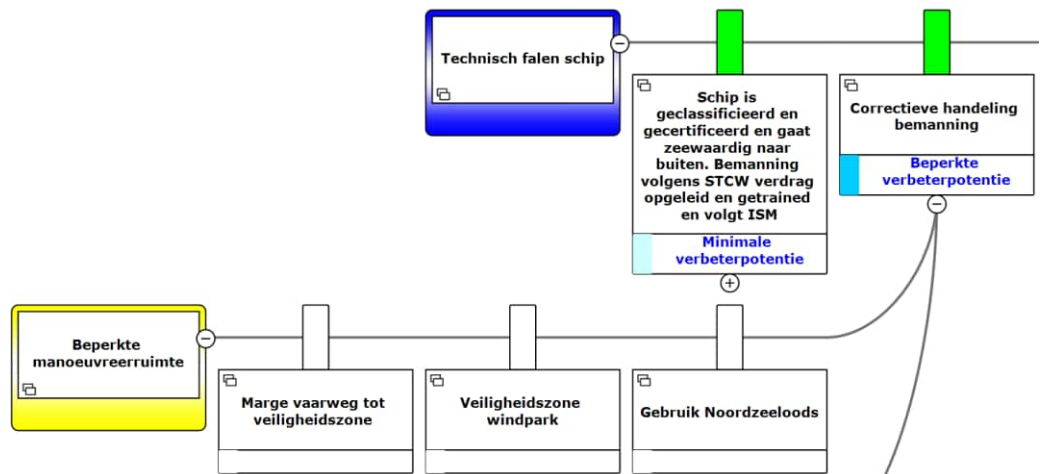 Technisch falen schip
Schip is
geclassificieerd en
gecertificeerd en gaat
zeewaardig naar
buiten. Bemanning
volgens STCW verdrag
opgeleid en getrained
en volgt ISM
Minimale
verbeterpotentie
Correctieve handeling
bemanning
Beperkte
verbeterpotentie
Beperkte
manoeuvreerruimte
Marge vaarweg tot
veiligheidszone
Veiligheidszone
windpark
Gebruik Noordzeeloods